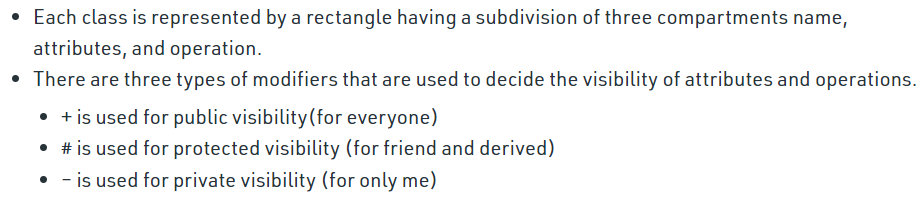 • Each class is represented by a rectangle having a subdivision of three compartments name,
attributes, and operation.
• There are three types of modifiers that are used to decide the visibility of attributes and operations.
• + is used for public visibility(for everyone)
• # is used for protected visibility (for friend and derived)
• – is used for private visibility (for only me)